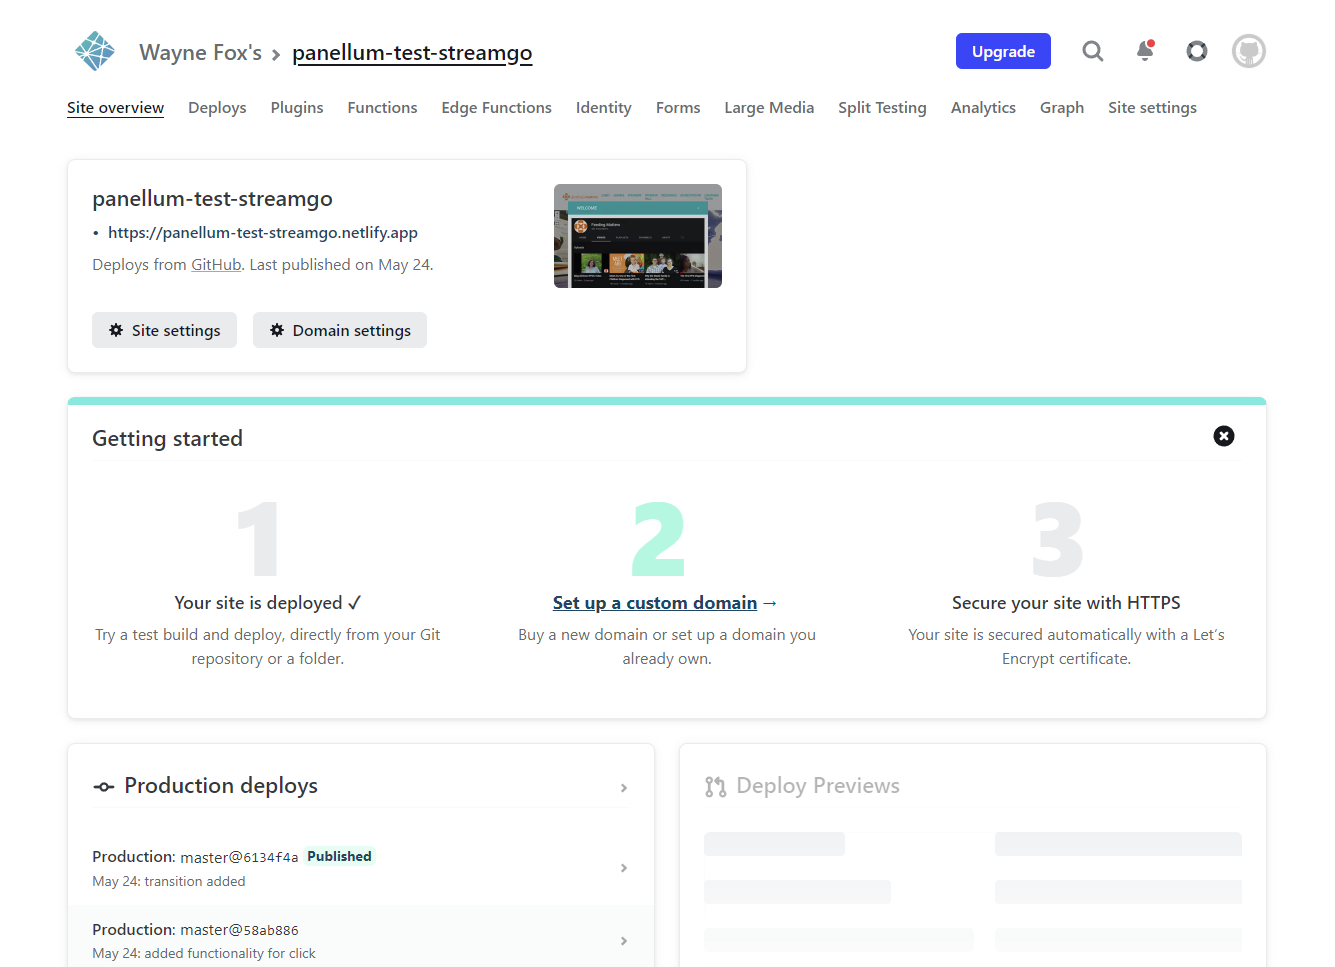 Wayne Fox's > panellum-test-streamgo
Upgrade
Site overview Deploys Plugins Functions Edge Functions Identity Forms Large Media Split Testing Analytics Graph Site settings
panellum-test-streamgo
• https://panellum-test-streamgo.netlify.app
Deploys from GitHub. Last published on May 24.
Site settings
Domain settings
WELCOME
Getting started
1
Your site is deployed ✓
Try a test build and deploy, directly from your Git
repository or a folder.
2
Set up a custom domain →
Buy a new domain or set up a domain you
already own.
3
Secure your site with HTTPS
Your site is secured automatically with a Let’s
Encrypt certificate.
Production deploys
Production: master@6134f4a Published
May 24: transition added
Production: master@58ab886
May 24: added functionality for click
Deploy Previews